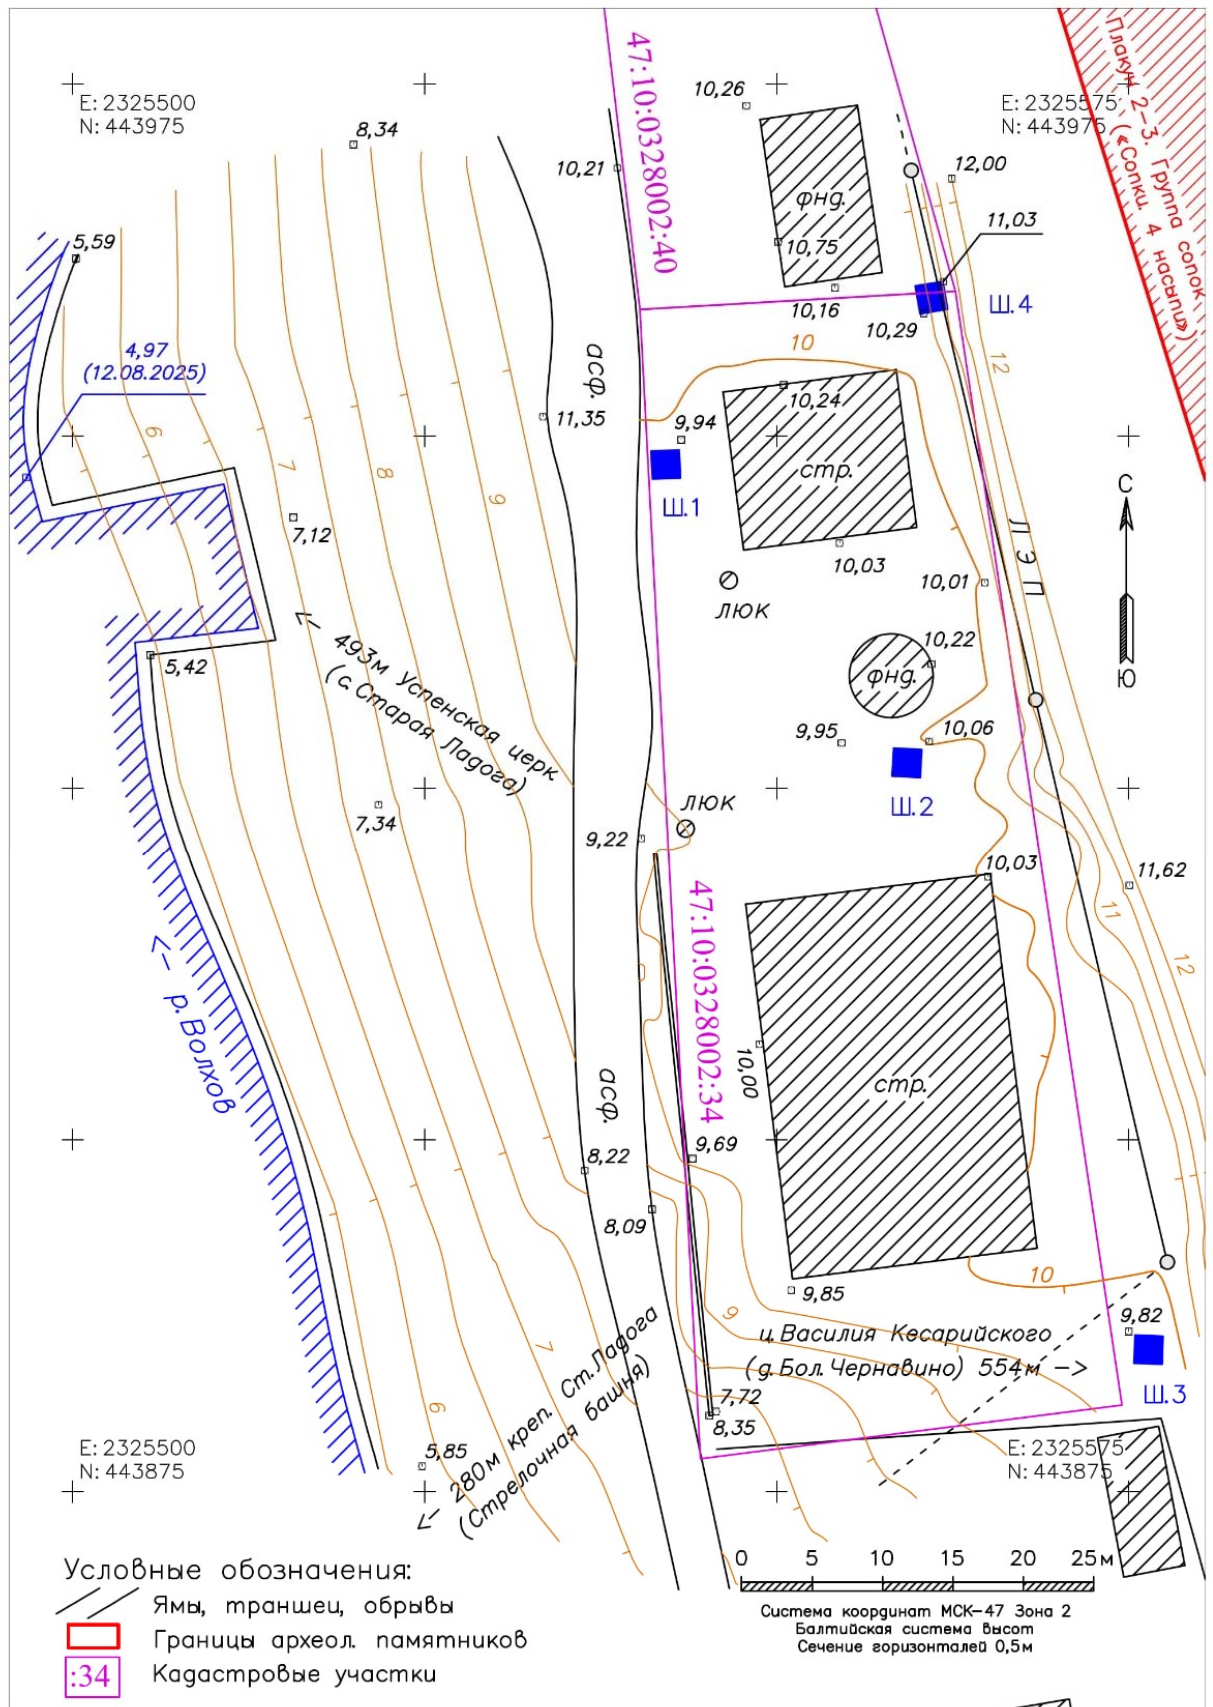 47:10:0328002:40
Плакун 2-3. Группа сопок
(«Сопки. 4 насыпи»)
E: 2325500
N: 443975
E: 2325575
N: 443975
10,26
8,34
10,21
12,00
фнд.
11,03
5,59
10,75
10,16
10,29
Ш.4
4,97
(12.08.2025)
10
12
асф.
11,35
9,94
10,24
6
7
8
9
стр.
С
Ш.1
7,12
10,03
ЛЭП
10,01
люк
10,22
фнд.
5,42
Ю
493м Успенская церк.
(с. Старая Ладога)
9,95
10,06
Ш.2
люк
7,34
9,22
10,03
11,62
11
12
47:10:0328002:34
<— р. Волхов
10,00
стр.
асф.
9,69
8,22
8,09
10
9,85
9
9,82
ц. Василия Кесарийского
(д. Бол. Чернавино) 554м —>
Ш.3
7
6
7,72
8,35
<— 280м креп. Ст. Ладога
(Стрелочная башня)
5,85
E: 2325500
N: 443875
E: 2325575
N: 443875
0 5 10 15 20 25м
Система координат МСК-47 Зона 2
Балтийская система высот
Сечение горизонталей 0,5м
Условные обозначения:
Ямы, траншеи, обрывы
Границы археол. памятников
:34 Кадастровые участки